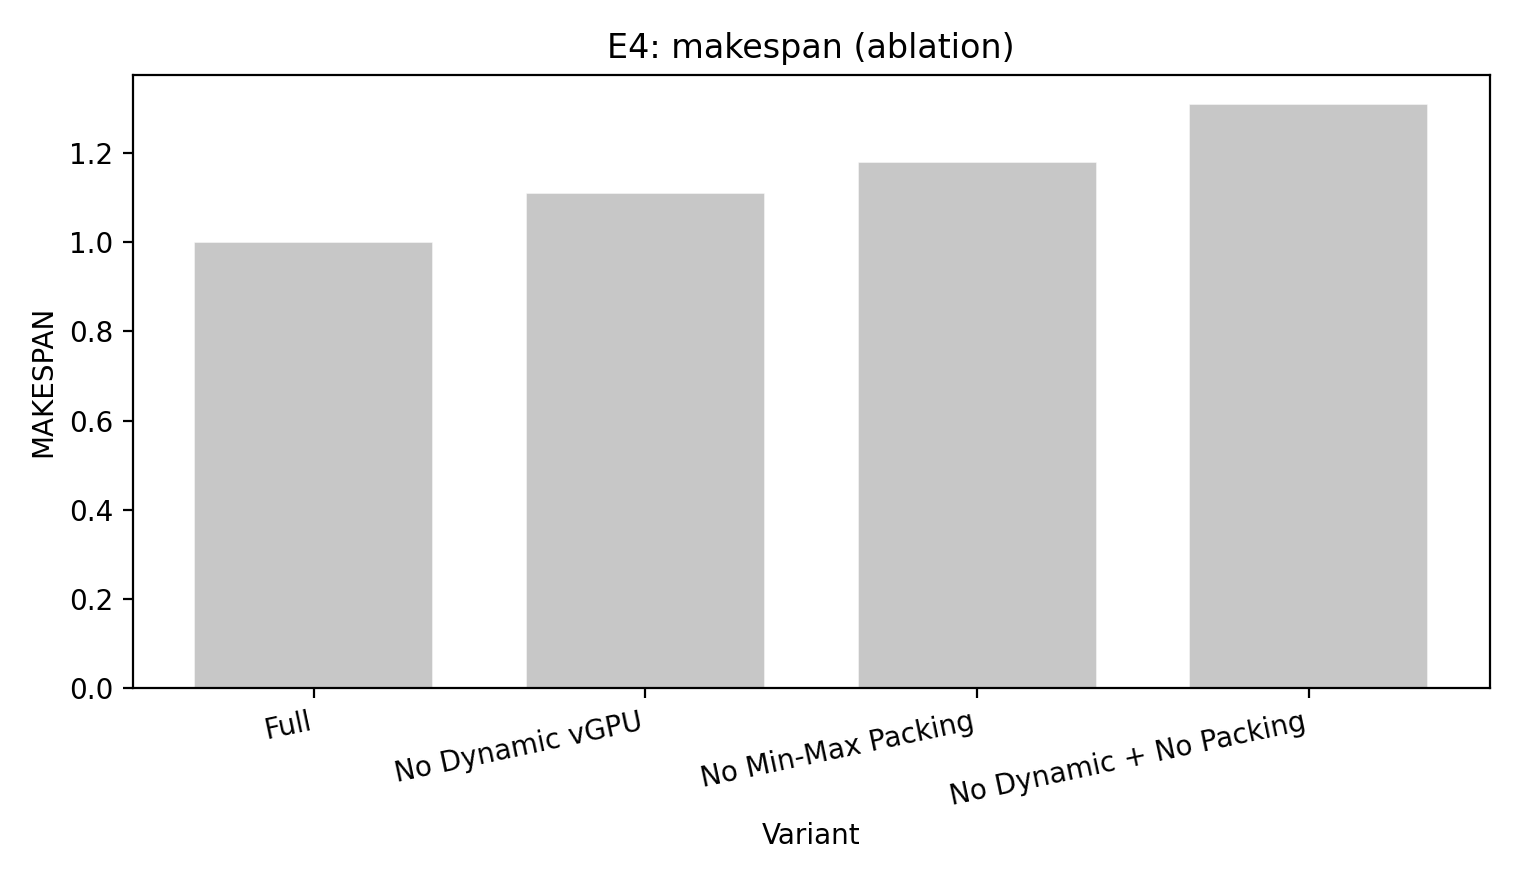 E4: makespan (ablation)
MAKESPAN
1.2
1.0
0.8
0.6
0.4
0.2
0.0
Full
No Dynamic vGPU
No Min-Max Packing
No Dynamic + No Packing
Variant